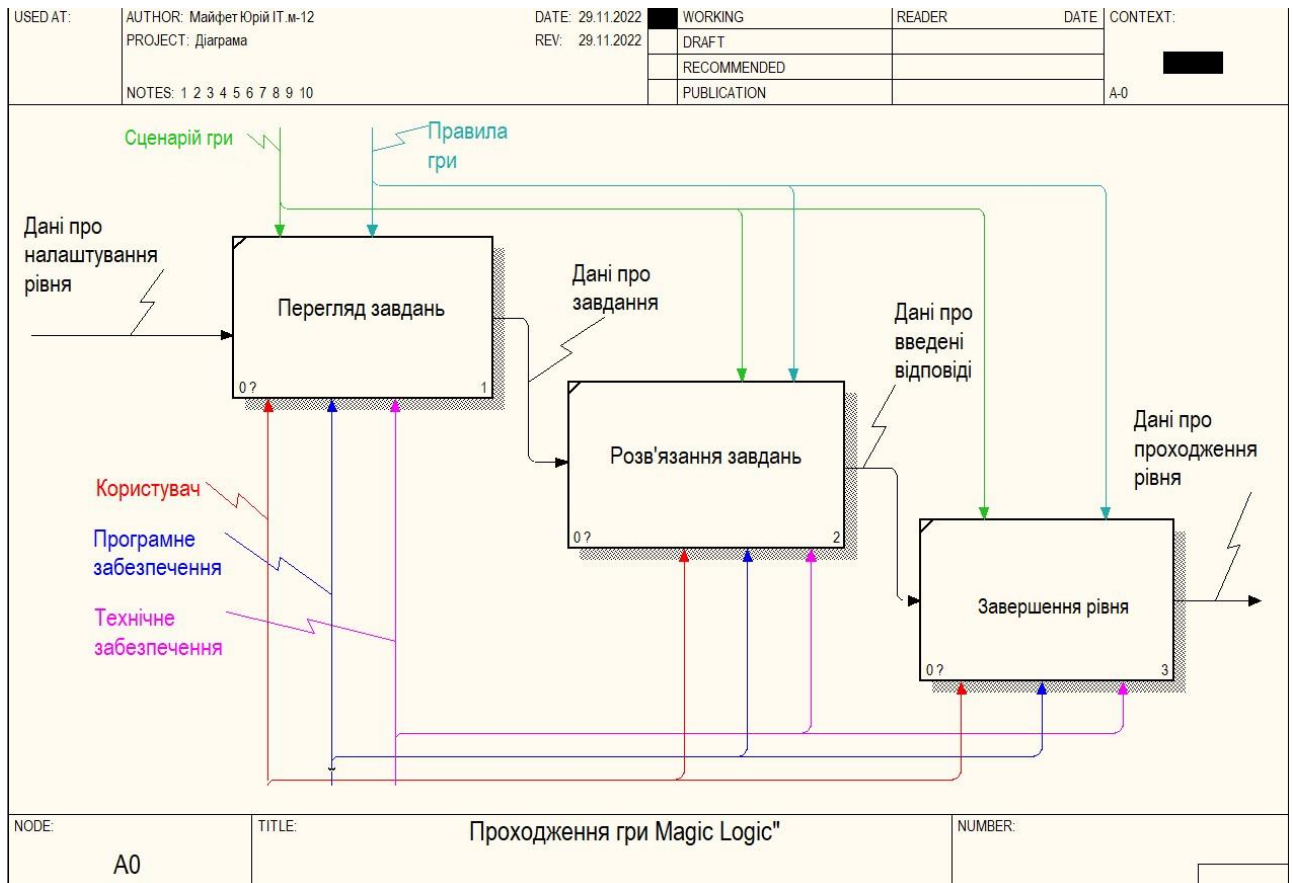 USED AT:
AUTHOR: Майфет Юрій ІТ.м-12
DATE: 29.11.2022
WORKING
READER
DATE
CONTEXT:
PROJECT: Діаграма
REV: 29.11.2022
DRAFT
RECOMMENDED
NOTES: 1 2 3 4 5 6 7 8 9 10
PUBLICATION
A-0
Сценарій гри
Правила
гри
Дані про
налаштування
рівня
Перегляд завдань
0 ?
1
Дані про
завдання
Розв'язання завдань
0 ?
2
Дані про
введені
відповіді
Дані про
проходження
рівня
Завершення рівня
0 ?
3
Користувач
Програмне
забезпечення
Технічне
забезпечення
NODE:
A0
TITLE:
Проходження гри Magic Logic"
NUMBER: